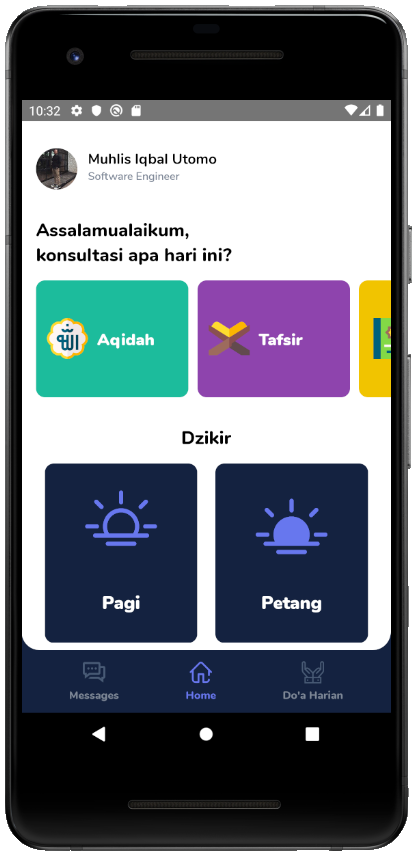 10:32
Muhlis Iqbal Utomo
Software Engineer
Assalamualaikum,
konsultasi apa hari ini?
الله
Aqidah
Tafsir
Dzikir
Pagi
Petang
Messages
Home
Do'a Harian